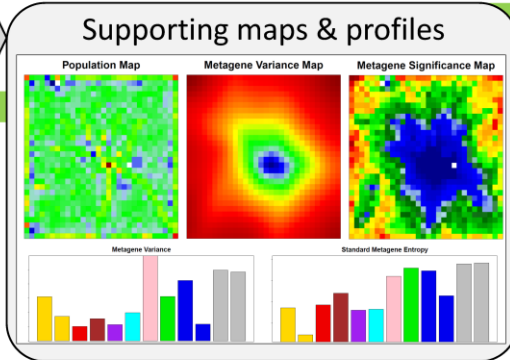 Supporting maps & profiles
Population Map
Metagene Variance Map
Metagene Significance Map
Metagene Variance
Standard Metagene Entropy